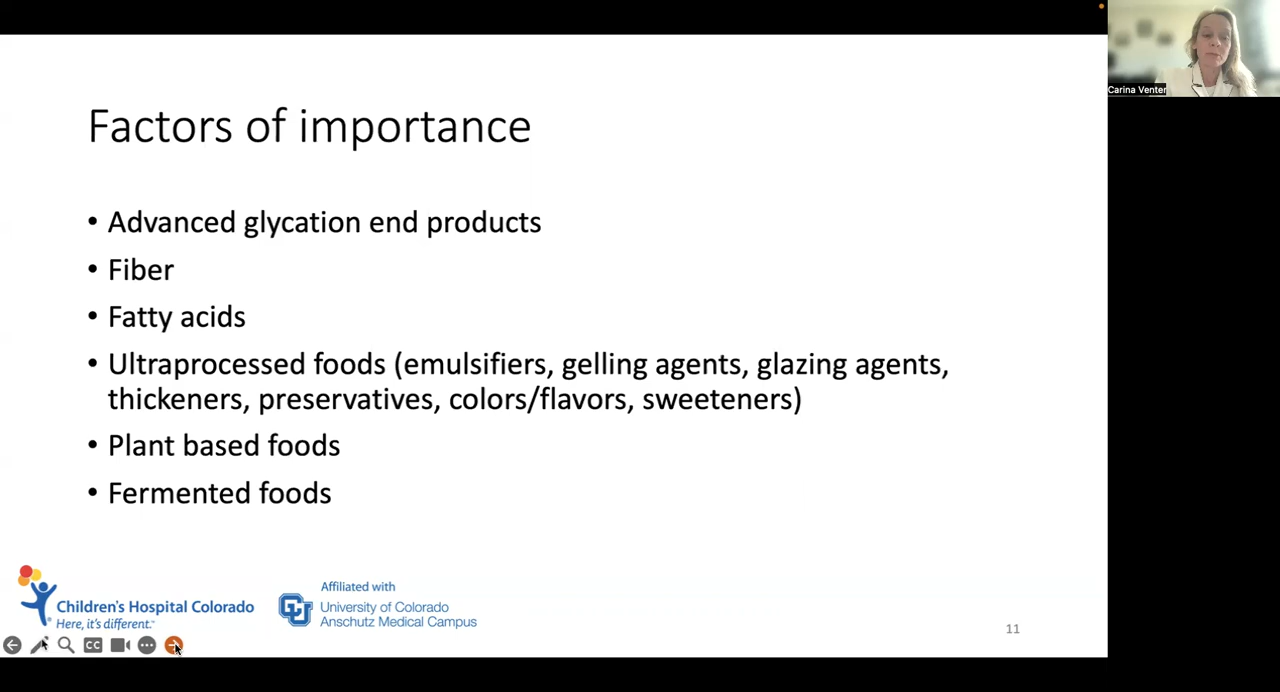 Factors of importance
• Advanced glycation end products
• Fiber
• Fatty acids
• Ultraprocessed foods (emulsifiers, gelling agents, glazing agents,
thickeners, preservatives, colors/flavors, sweeteners)
• Plant based foods
• Fermented foods
Children's Hospital Colorado
Here, it's different.™
Affiliated with
University of Colorado
Anschutz Medical Campus
11
CC
Carina Venter